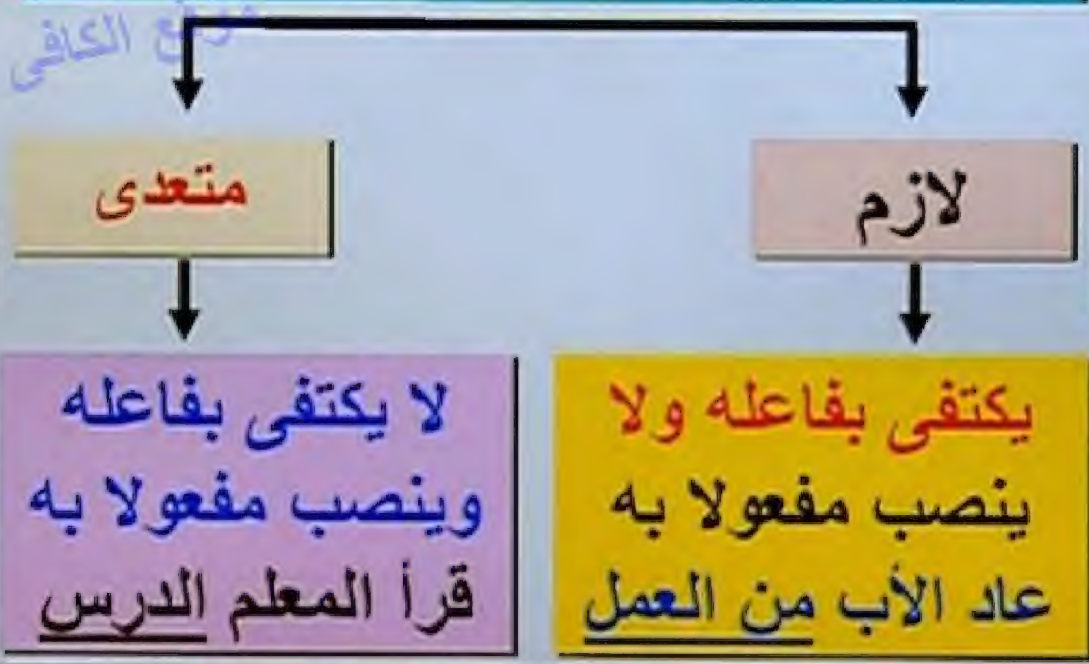 موقع الكافى
لازم
متعدى
يكتفى بفاعله ولا
ينصب مفعولا به
عاد الأب من العمل
لا يكتفى بفاعله
وينصب مفعولا به
قرأ المعلم الدرس